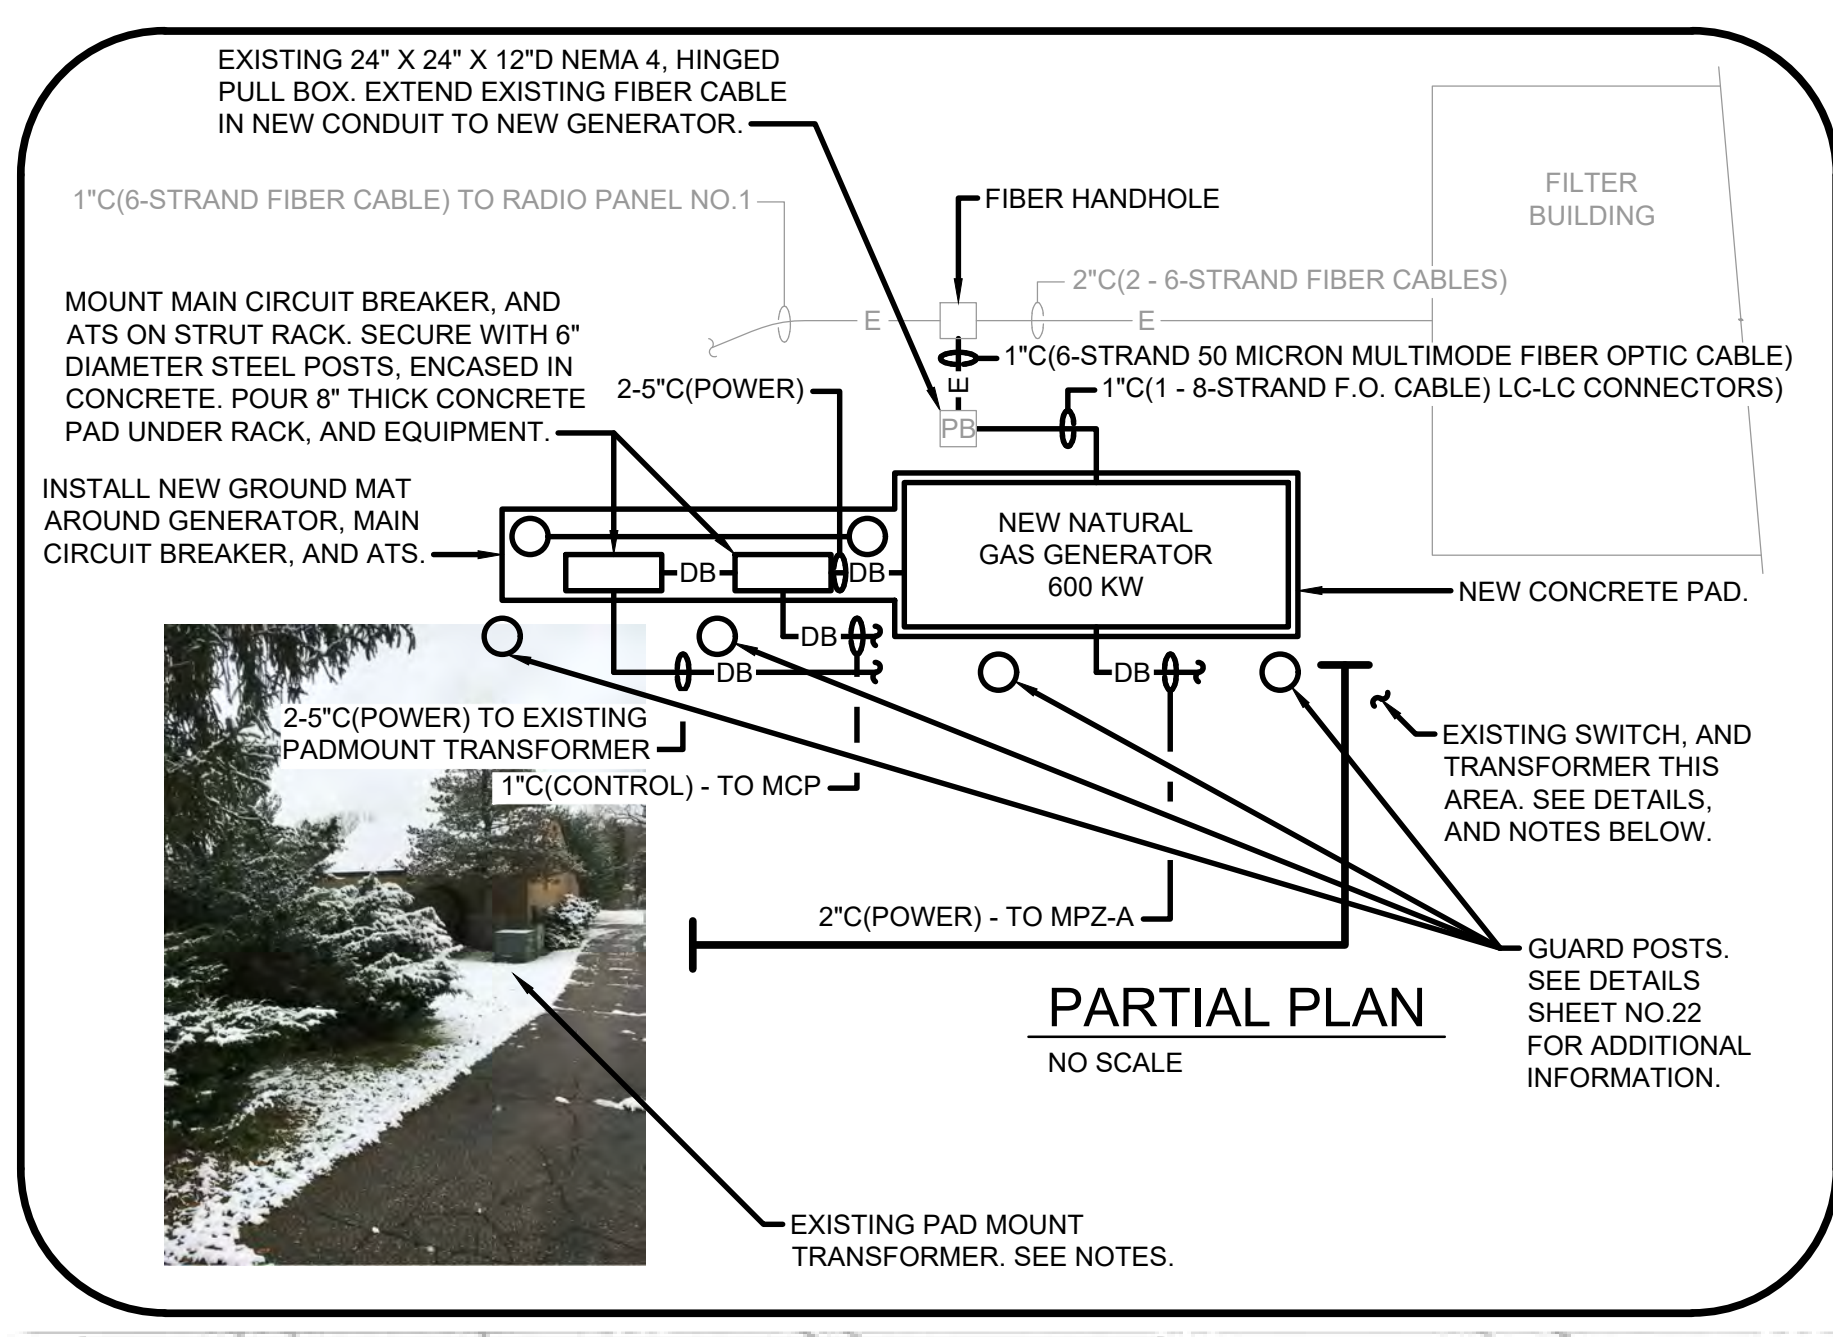 EXISTING 24" X 24" X 12"D NEMA 4, HINGED
PULL BOX. EXTEND EXISTING FIBER CABLE
IN NEW CONDUIT TO NEW GENERATOR.
1"C(6-STRAND FIBER CABLE) TO RADIO PANEL NO.1
FIBER HANDHOLE
FILTER
BUILDING
2"C(2 - 6-STRAND FIBER CABLES)
E
E
MOUNT MAIN CIRCUIT BREAKER, AND
ATS ON STRUT RACK. SECURE WITH 6"
DIAMETER STEEL POSTS, ENCASED IN
CONCRETE. POUR 8" THICK CONCRETE
PAD UNDER RACK, AND EQUIPMENT.
1"C(6-STRAND 50 MICRON MULTIMODE FIBER OPTIC CABLE)
E
2-5"C(POWER)
1"C(1 - 8-STRAND F.O. CABLE) LC-LC CONNECTORS)
PB
INSTALL NEW GROUND MAT
AROUND GENERATOR, MAIN
CIRCUIT BREAKER, AND ATS.
NEW NATURAL
GAS GENERATOR
600 KW
DB
DB
NEW CONCRETE PAD.
DB
DB
DB
2-5"C(POWER) TO EXISTING
PADMOUNT TRANSFORMER
1"C(CONTROL) - TO MCP
EXISTING SWITCH, AND
TRANSFORMER THIS
AREA. SEE DETAILS,
AND NOTES BELOW.
2"C(POWER) - TO MPZ-A
GUARD POSTS.
SEE DETAILS
SHEET NO.22
FOR ADDITIONAL
INFORMATION.
PARTIAL PLAN
NO SCALE
EXISTING PAD MOUNT
TRANSFORMER. SEE NOTES.